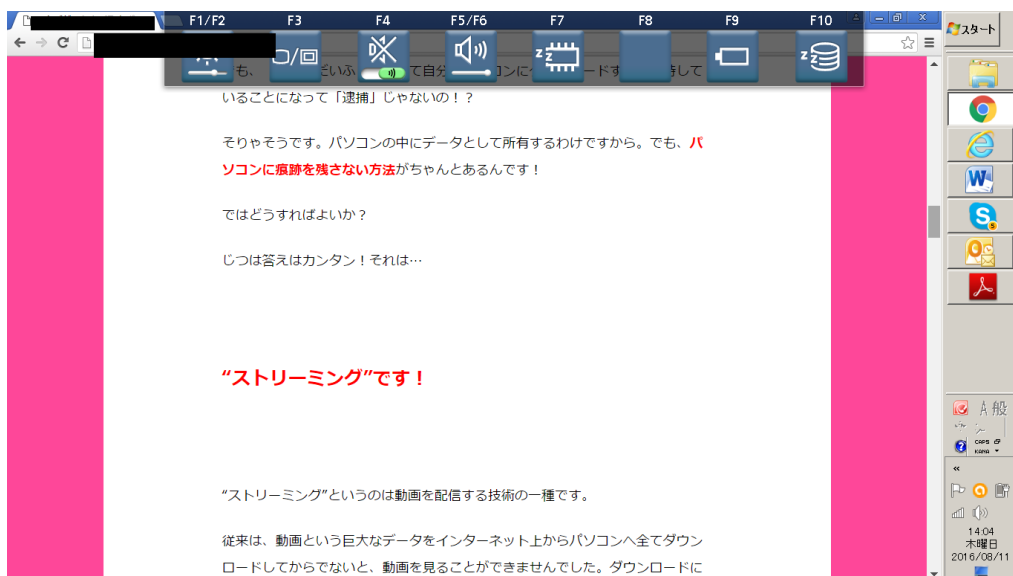 F1/F2 F3 F4 F5/F6 F7 F8 F9 F10
スタート
も、
だいふ
て自分
して
いることになって「逮捕」じゃないの！？
そりゃそうです。パソコンの中にデータとして所有するわけですから。でも、パ
ソコンに痕跡を残さない方法がちゃんとあるんです！
ではどうすればよいか？
じつは答えはカンタン！それは…
“ストリーミング”です！
“ストリーミング”というのは動画を配信する技術の一種です。
従来は、動画という巨大なデータをインターネット上からパソコンへ全てダウン
ロードしてからでないと、動画を見ることができませんでした。ダウンロードに
A 般
CAPS
KANA
14:04
木曜日
2016/08/11